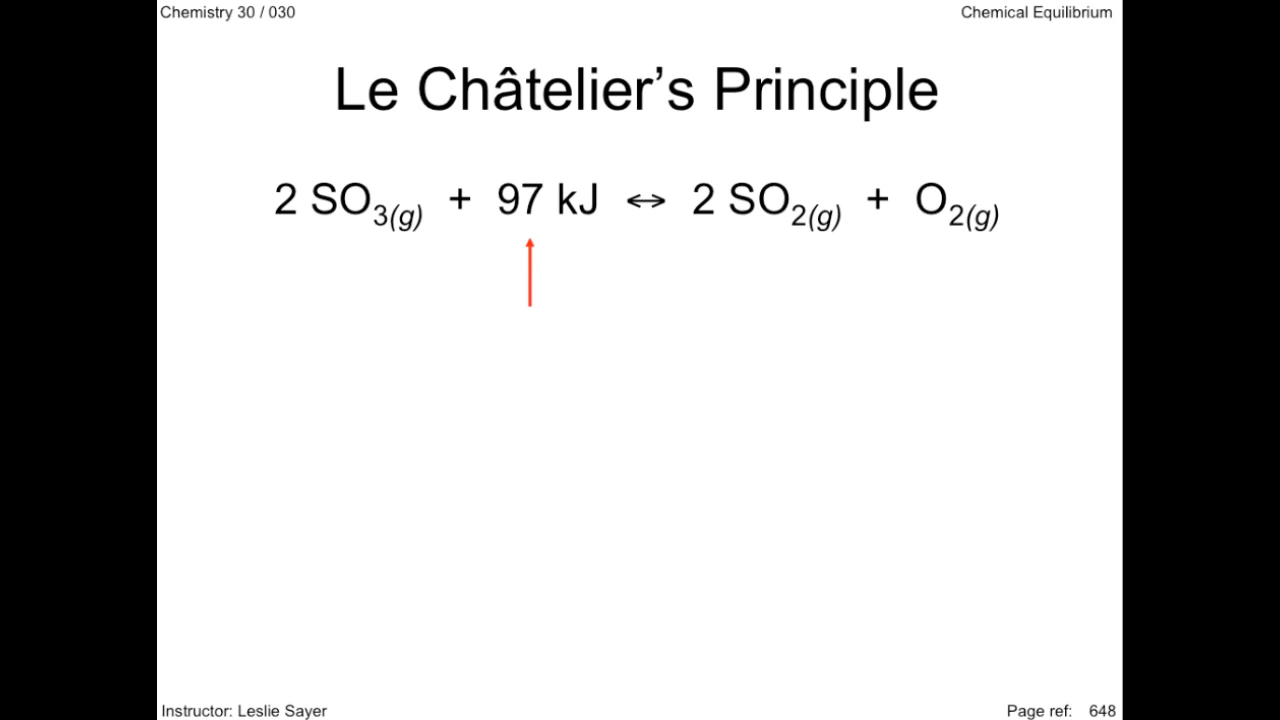 Chemistry 30 / 030
Chemical Equilibrium
Le Châtelier’s Principle
2 SO3(g) + 97 kJ ↔ 2 SO2(g) + O2(g)
Instructor: Leslie Sayer
Page ref: 648